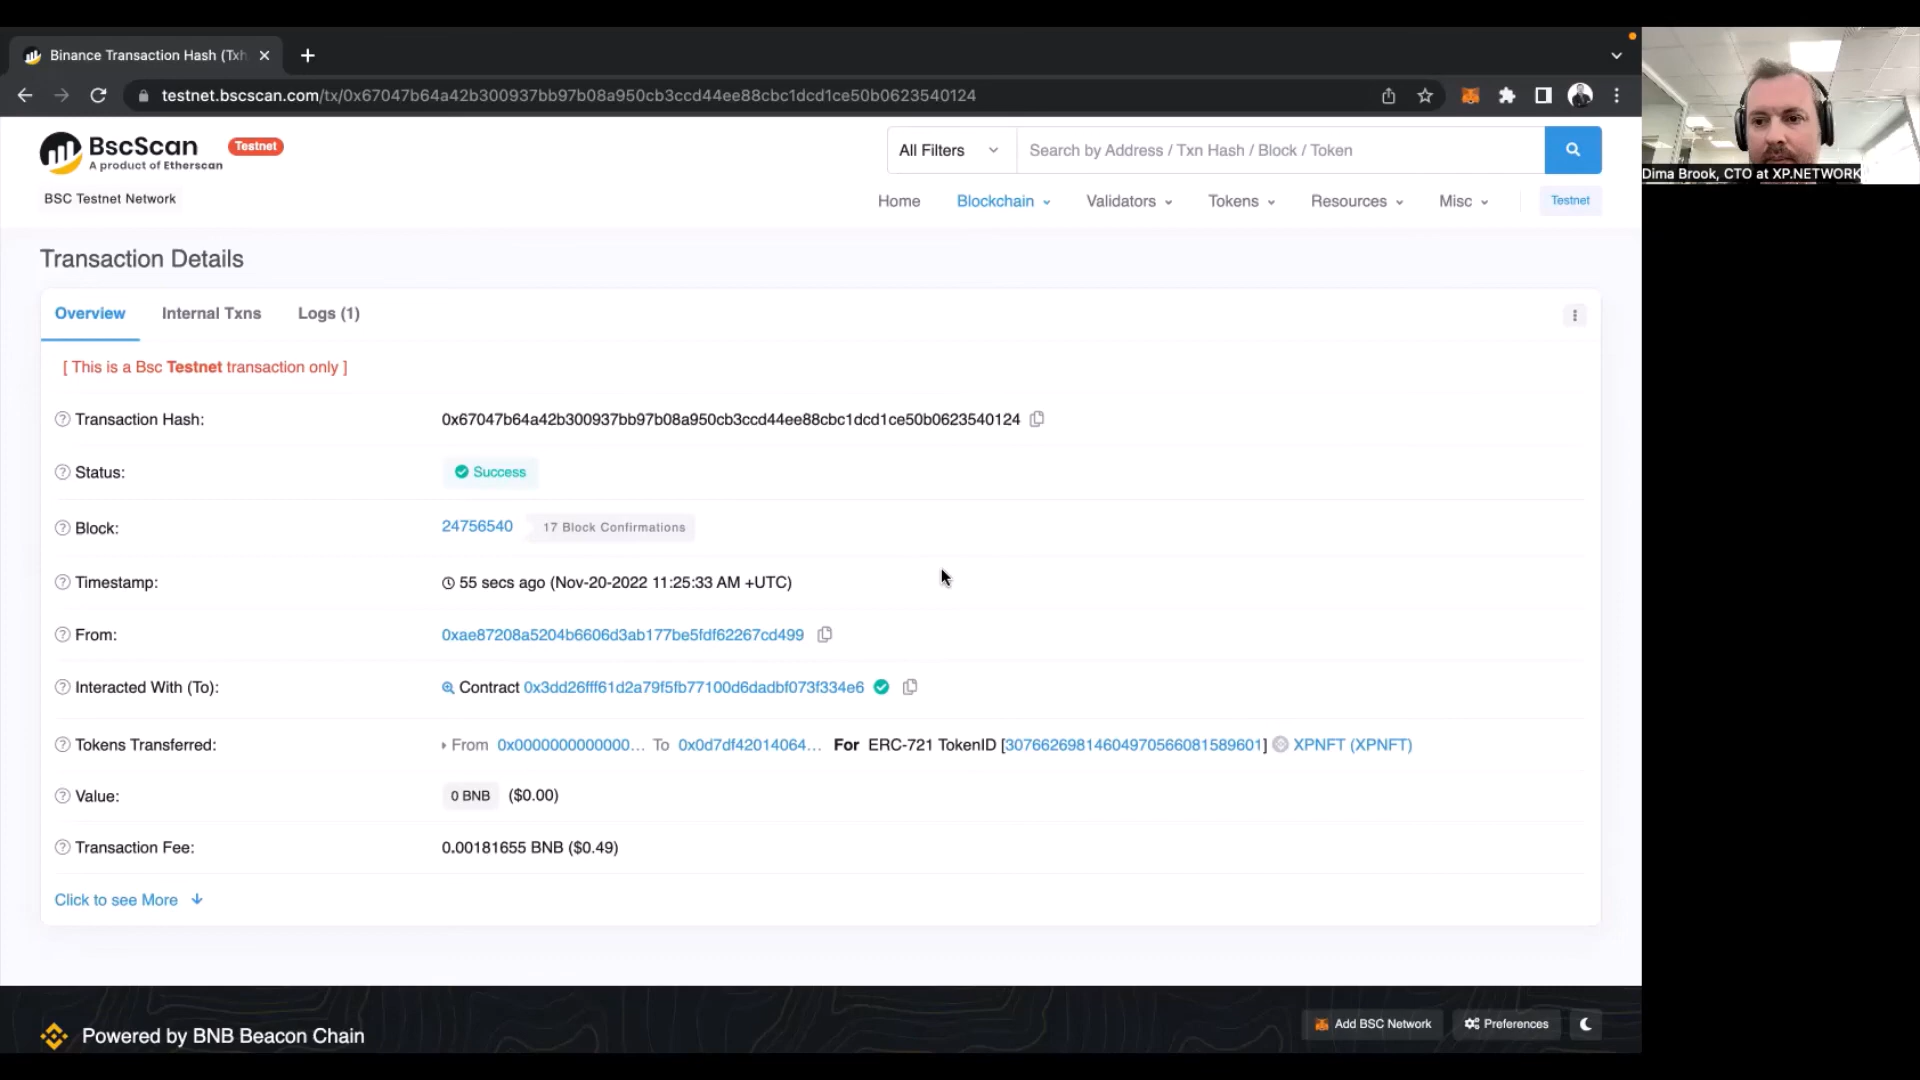 Binance Transaction Hash (Txh
testnet.bscscan.com/tx/0x67047b64a42b300937bb97b08a950cb3ccd44ee88cbc1dcd1ce50b0623540124
Dima Brook, CTO at XP.NETWORK
BscScan
Testnet
A product of Etherscan
BSC Testnet Network
All Filters
Search by Address / Txn Hash / Block / Token
Home
Blockchain
Validators
Tokens
Resources
Misc
Testnet
Transaction Details
Overview
Internal Txns
Logs (1)
[ This is a Bsc Testnet transaction only ]
Transaction Hash:
0x67047b64a42b300937bb97b08a950cb3ccd44ee88cbc1dcd1ce50b0623540124
Status:
Success
Block:
24756540
17 Block Confirmations
Timestamp:
55 secs ago (Nov-20-2022 11:25:33 AM +UTC)
From:
0xae87208a5204b6606d3ab177be5fdf62267cd499
Interacted With (To):
Contract 0x3dd26fff61d2a79f5fb77100d6dadbf073f334e6
Tokens Transferred:
From 0x0000000000000... To 0x0d7df42014064... For ERC-721 TokenID [30766269814604970566081589601] XPNFT (XPNFT)
Value:
0 BNB ($0.00)
Transaction Fee:
0.00181655 BNB ($0.49)
Click to see More
Powered by BNB Beacon Chain
Add BSC Network
Preferences